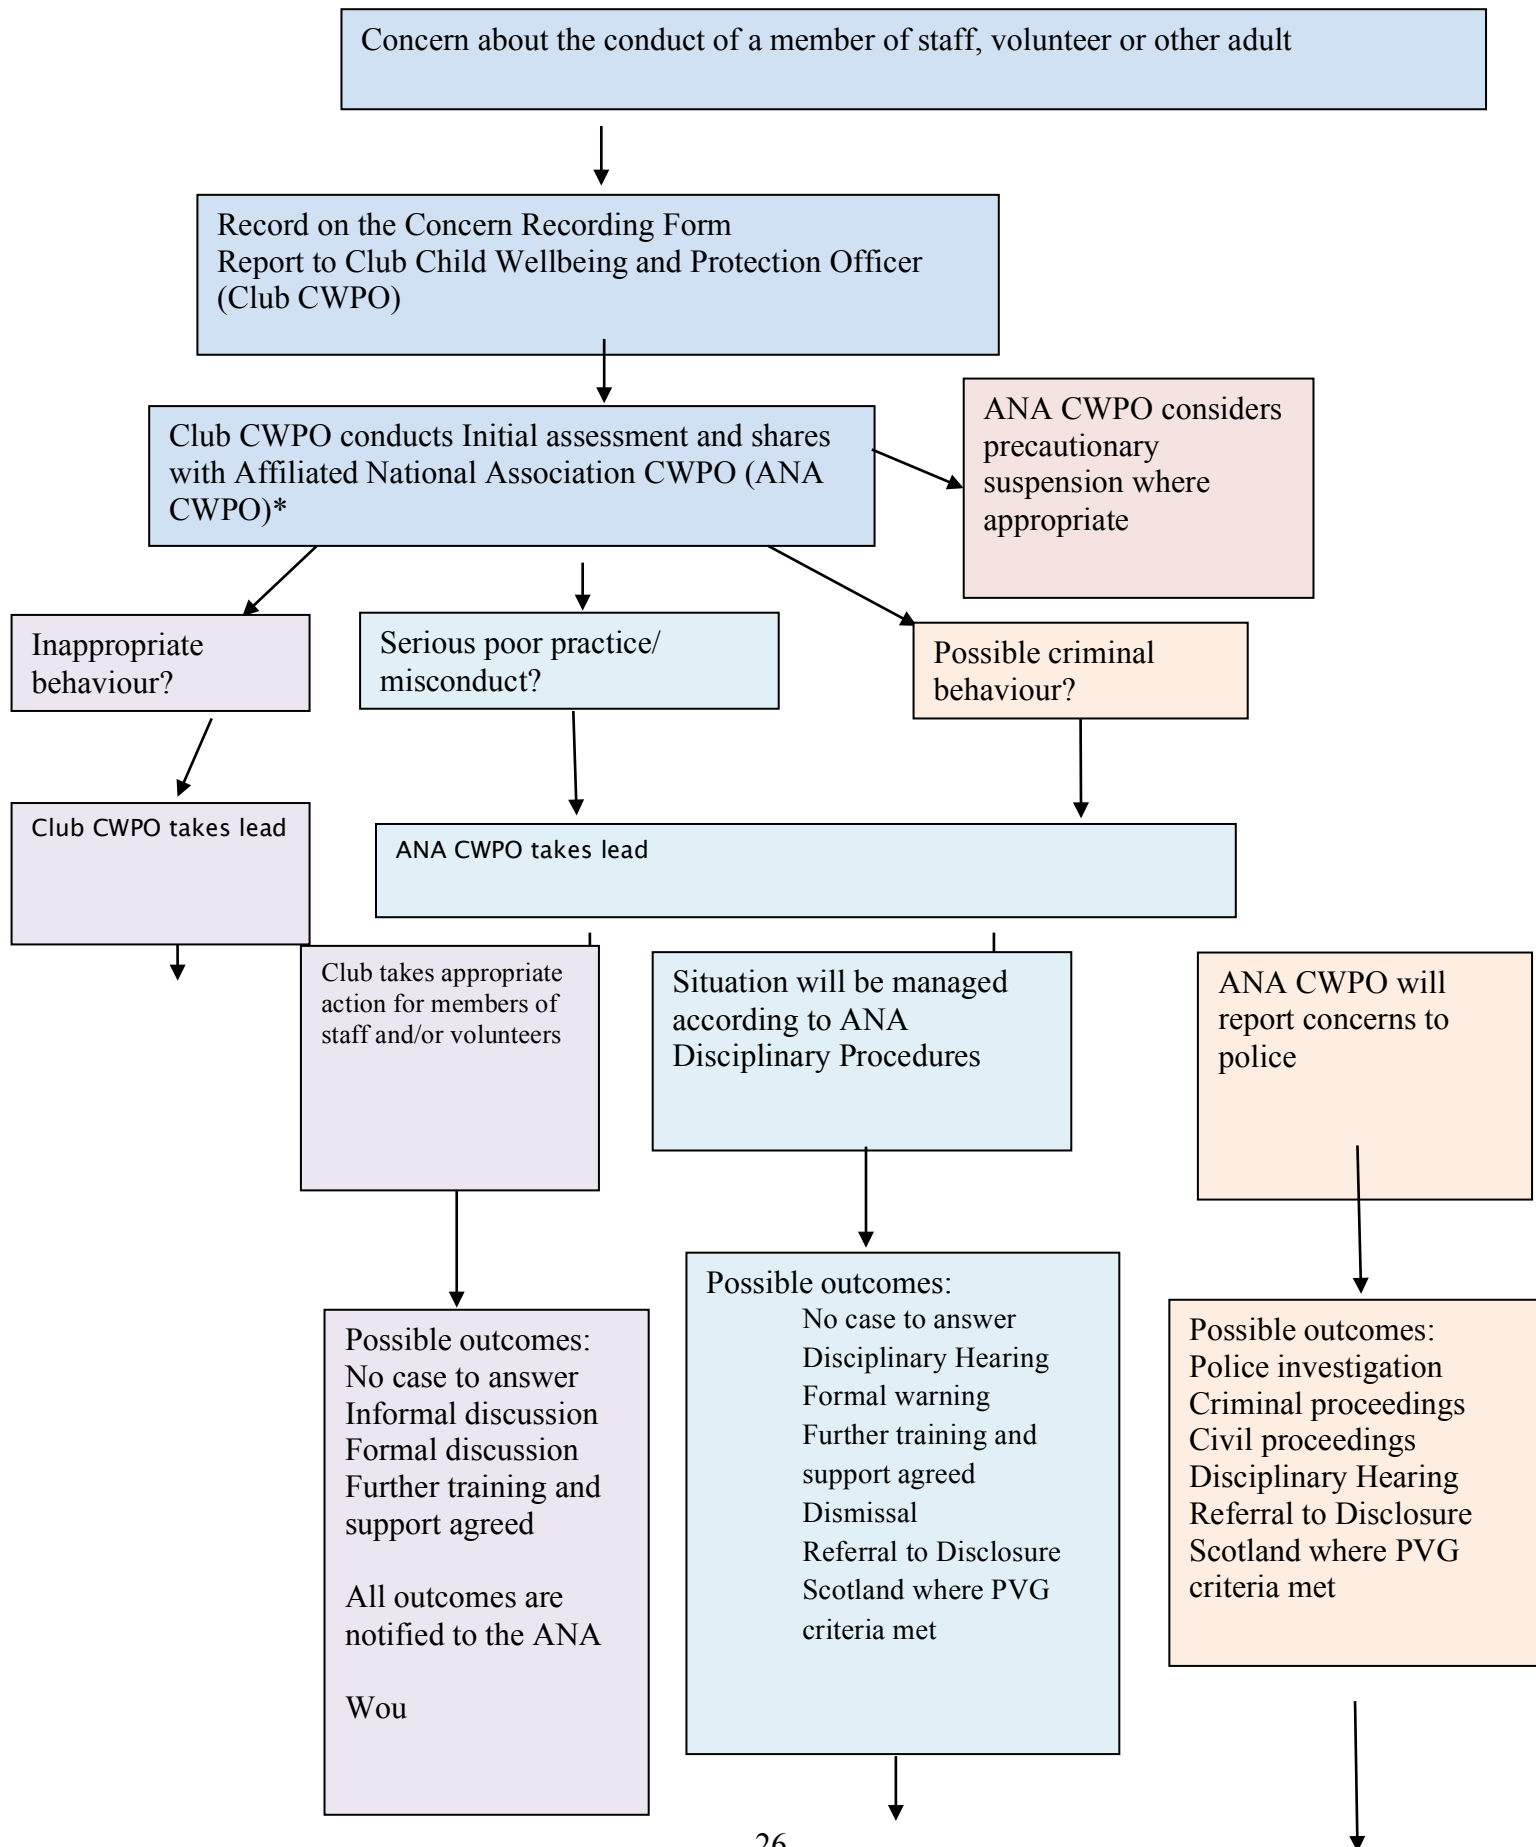 Concern about the conduct of a member of staff, volunteer or other adult
Record on the Concern Recording Form
Report to Club Child Wellbeing and Protection Officer
(Club CWPO)
Club CWPO conducts Initial assessment and shares
with Affiliated National Association CWPO (ANA
CWPO)*
ANA CWPO considers
precautionary
suspension where
appropriate
Inappropriate
behaviour?
Serious poor practice/
misconduct?
Possible criminal
behaviour?
Club CWPO takes lead
ANA CWPO takes lead
Club takes appropriate
action for members of
staff and/or volunteers
Situation will be managed
according to ANA
Disciplinary Procedures
ANA CWPO will
report concerns to
police
Possible outcomes:
No case to answer
Informal discussion
Formal discussion
Further training and
support agreed
All outcomes are
notified to the ANA
Wou
Possible outcomes:
No case to answer
Disciplinary Hearing
Formal warning
Further training and
support agreed
Dismissal
Referral to Disclosure
Scotland where PVG
criteria met
Possible outcomes:
Police investigation
Criminal proceedings
Civil proceedings
Disciplinary Hearing
Referral to Disclosure
Scotland where PVG
criteria met
26